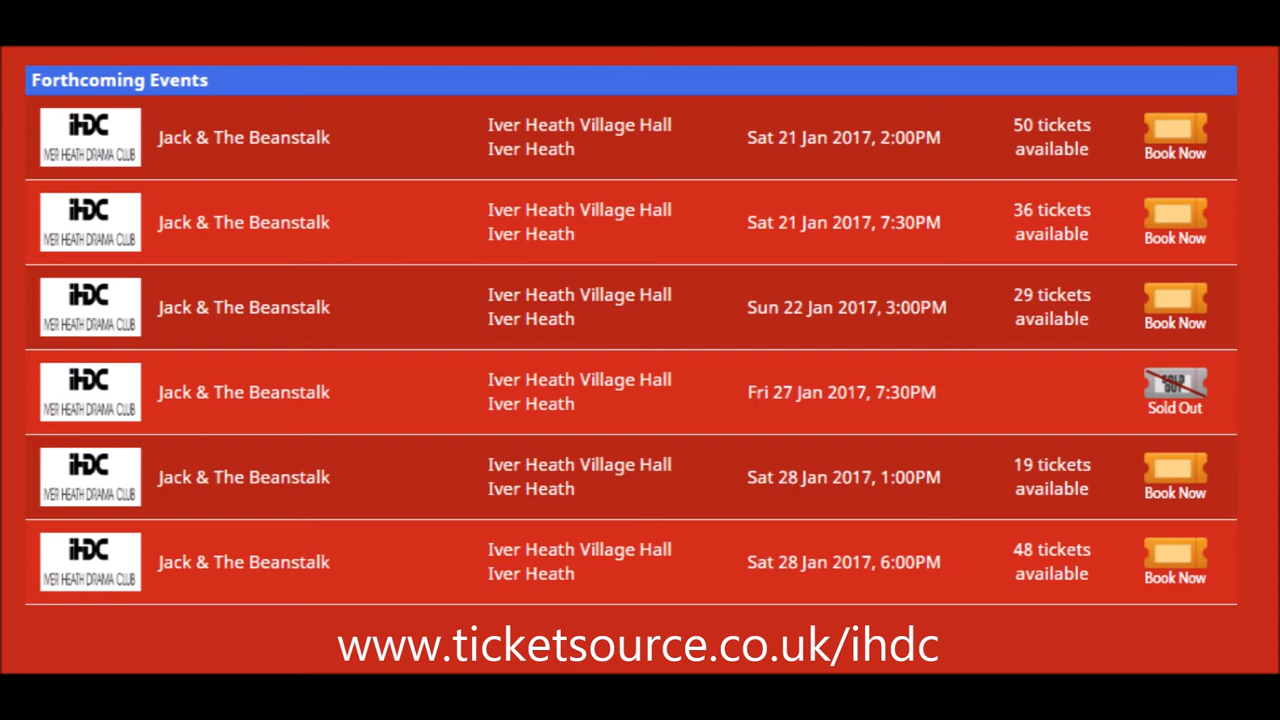 Forthcoming Events
iHDC
IVER HEATH DRAMA CLUB
Jack & The Beanstalk
Iver Heath Village Hall
Iver Heath
Sat 21 Jan 2017, 2:00PM
50 tickets
available
Book Now
iHDC
IVER HEATH DRAMA CLUB
Jack & The Beanstalk
Iver Heath Village Hall
Iver Heath
Sat 21 Jan 2017, 7:30PM
36 tickets
available
Book Now
iHDC
IVER HEATH DRAMA CLUB
Jack & The Beanstalk
Iver Heath Village Hall
Iver Heath
Sun 22 Jan 2017, 3:00PM
29 tickets
available
Book Now
iHDC
IVER HEATH DRAMA CLUB
Jack & The Beanstalk
Iver Heath Village Hall
Iver Heath
Fri 27 Jan 2017, 7:30PM
SOLD
OUT
Sold Out
iHDC
IVER HEATH DRAMA CLUB
Jack & The Beanstalk
Iver Heath Village Hall
Iver Heath
Sat 28 Jan 2017, 1:00PM
19 tickets
available
Book Now
iHDC
IVER HEATH DRAMA CLUB
Jack & The Beanstalk
Iver Heath Village Hall
Iver Heath
Sat 28 Jan 2017, 6:00PM
48 tickets
available
Book Now
www.ticketsource.co.uk/ihdc